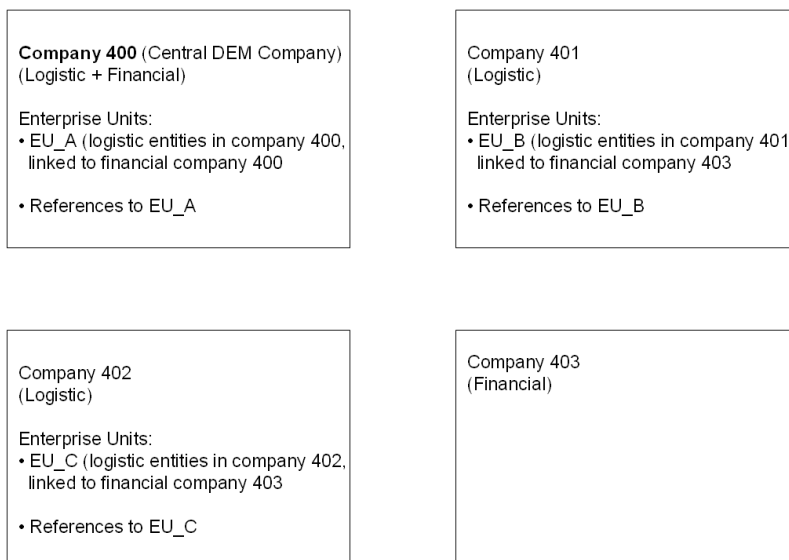 Company 400 (Central DEM Company)
(Logistic + Financial)
Enterprise Units:
• EU_A (logistic entities in company 400,
linked to financial company 400
• References to EU_A
Company 401
(Logistic)
Enterprise Units:
• EU_B (logistic entities in company 401
linked to financial company 403
• References to EU_B
Company 402
(Logistic)
Enterprise Units:
• EU_C (logistic entities in company 402,
linked to financial company 403
• References to EU_C
Company 403
(Financial)